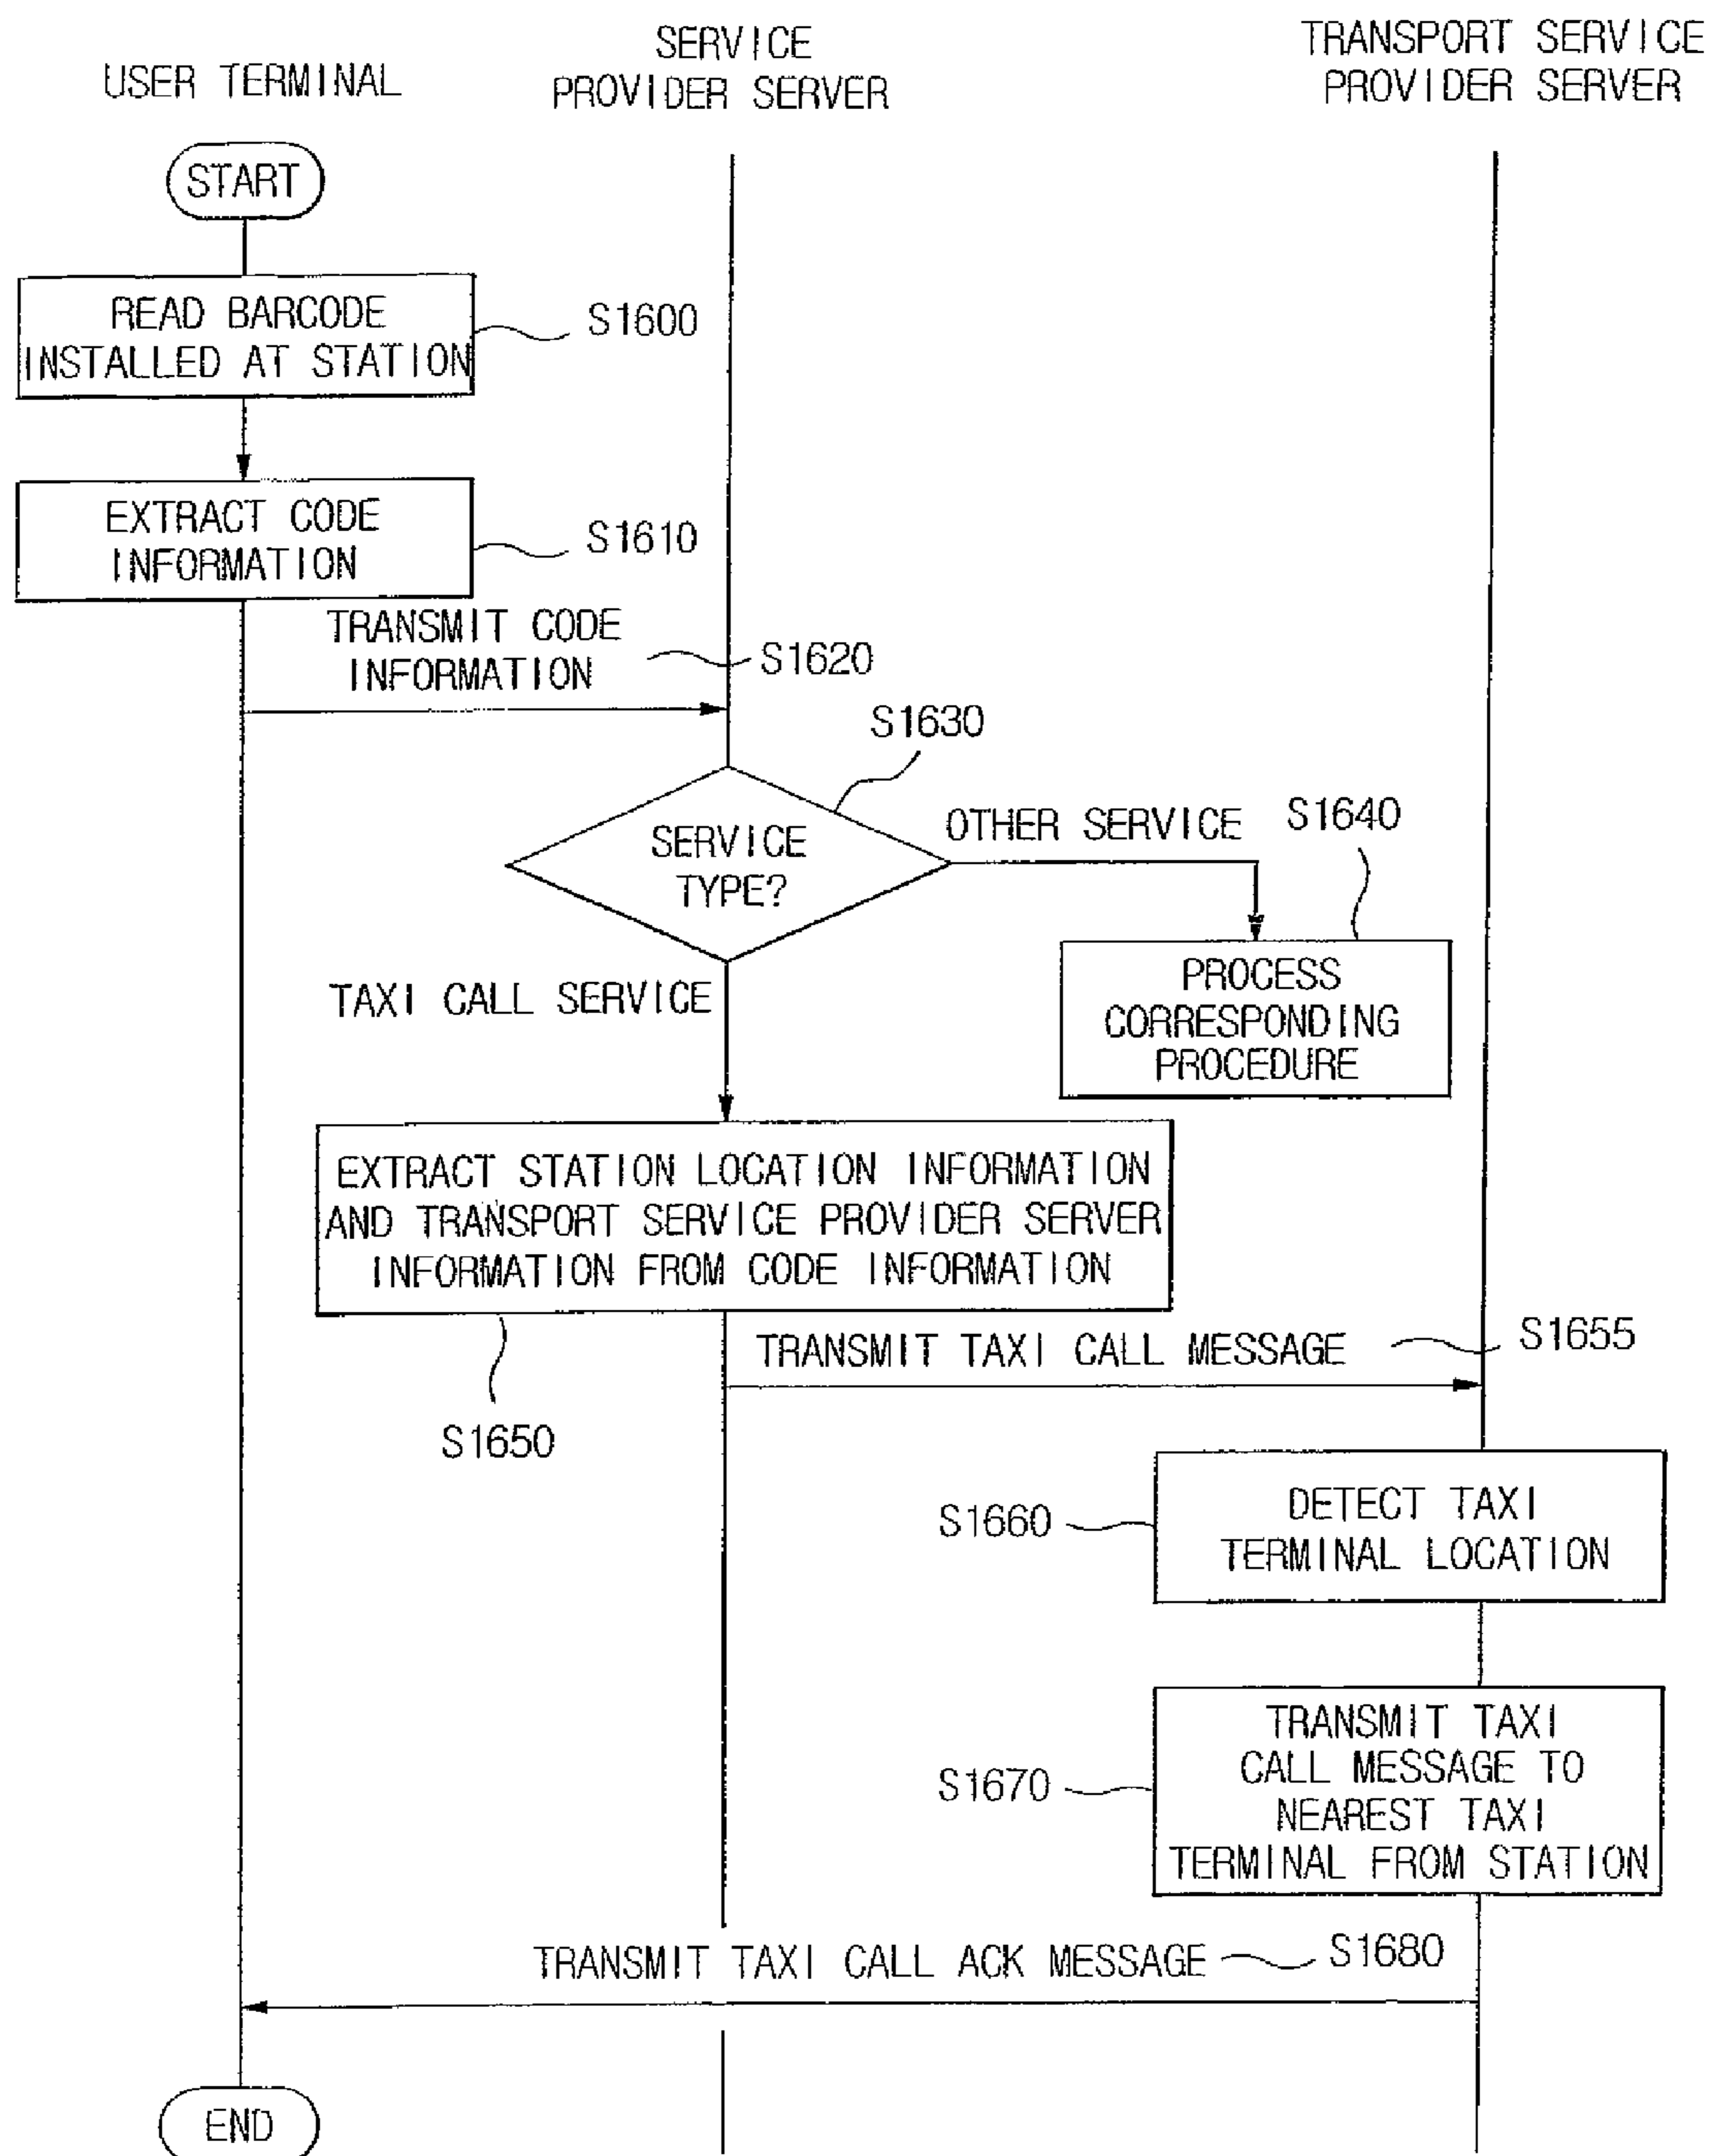 USER TERMINAL
SERVICE
PROVIDER SERVER
TRANSPORT SERVICE
PROVIDER SERVER
START
READ BARCODE
INSTALLED AT STATION
S1600
EXTRACT CODE
INFORMATION
S1610
TRANSMIT CODE
INFORMATION
S1620
S1630
SERVICE
TYPE?
OTHER SERVICE
S1640
PROCESS
CORRESPONDING
PROCEDURE
TAXI CALL SERVICE
EXTRACT STATION LOCATION INFORMATION
AND TRANSPORT SERVICE PROVIDER SERVER
INFORMATION FROM CODE INFORMATION
S1650
TRANSMIT TAXI CALL MESSAGE
S1655
S1660
DETECT TAXI
TERMINAL LOCATION
S1670
TRANSMIT TAXI
CALL MESSAGE TO
NEAREST TAXI
TERMINAL FROM STATION
TRANSMIT TAXI CALL ACK MESSAGE
S1680
END